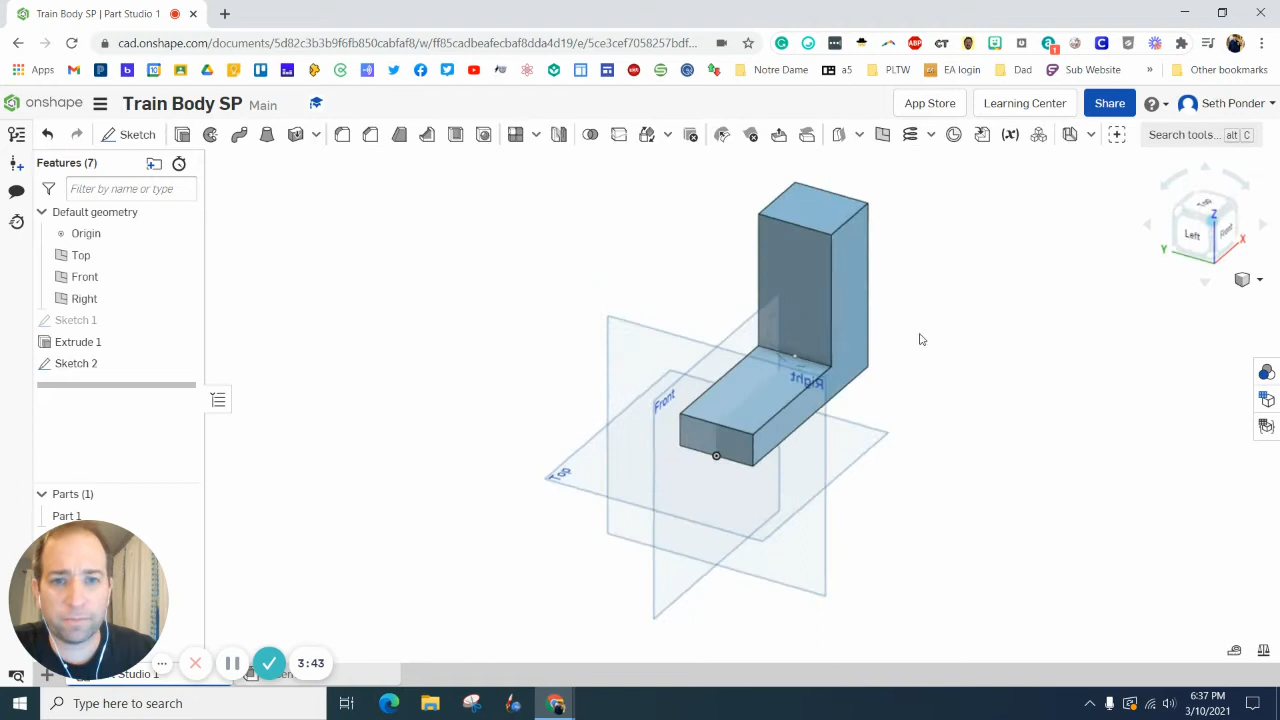 Train Body SP | Part Studio 1
cad.onshape.com/documents/5d82c3b3b9f6f850cabfaf8/w/ff85cadbeafecbaf8dda4d19/e/5ce3cef7058257bdf...
Apps
Notre Dame
a5
PLTW
EA login
Dad
Sub Website
»
Other bookmarks
onshape
Train Body SP
Main
App Store
Learning Center
Share
Seth Ponder
Sketch
Search tools...
alt
C
Features (7)
Filter by name or type
Default geometry
Origin
Top
Front
Right
Sketch 1
Extrude 1
Sketch 2
Parts (1)
Part 1
Front
Right
Top
Top
Left
Z
Y
X
3:43
Type here to search
6:37 PM
3/10/2021